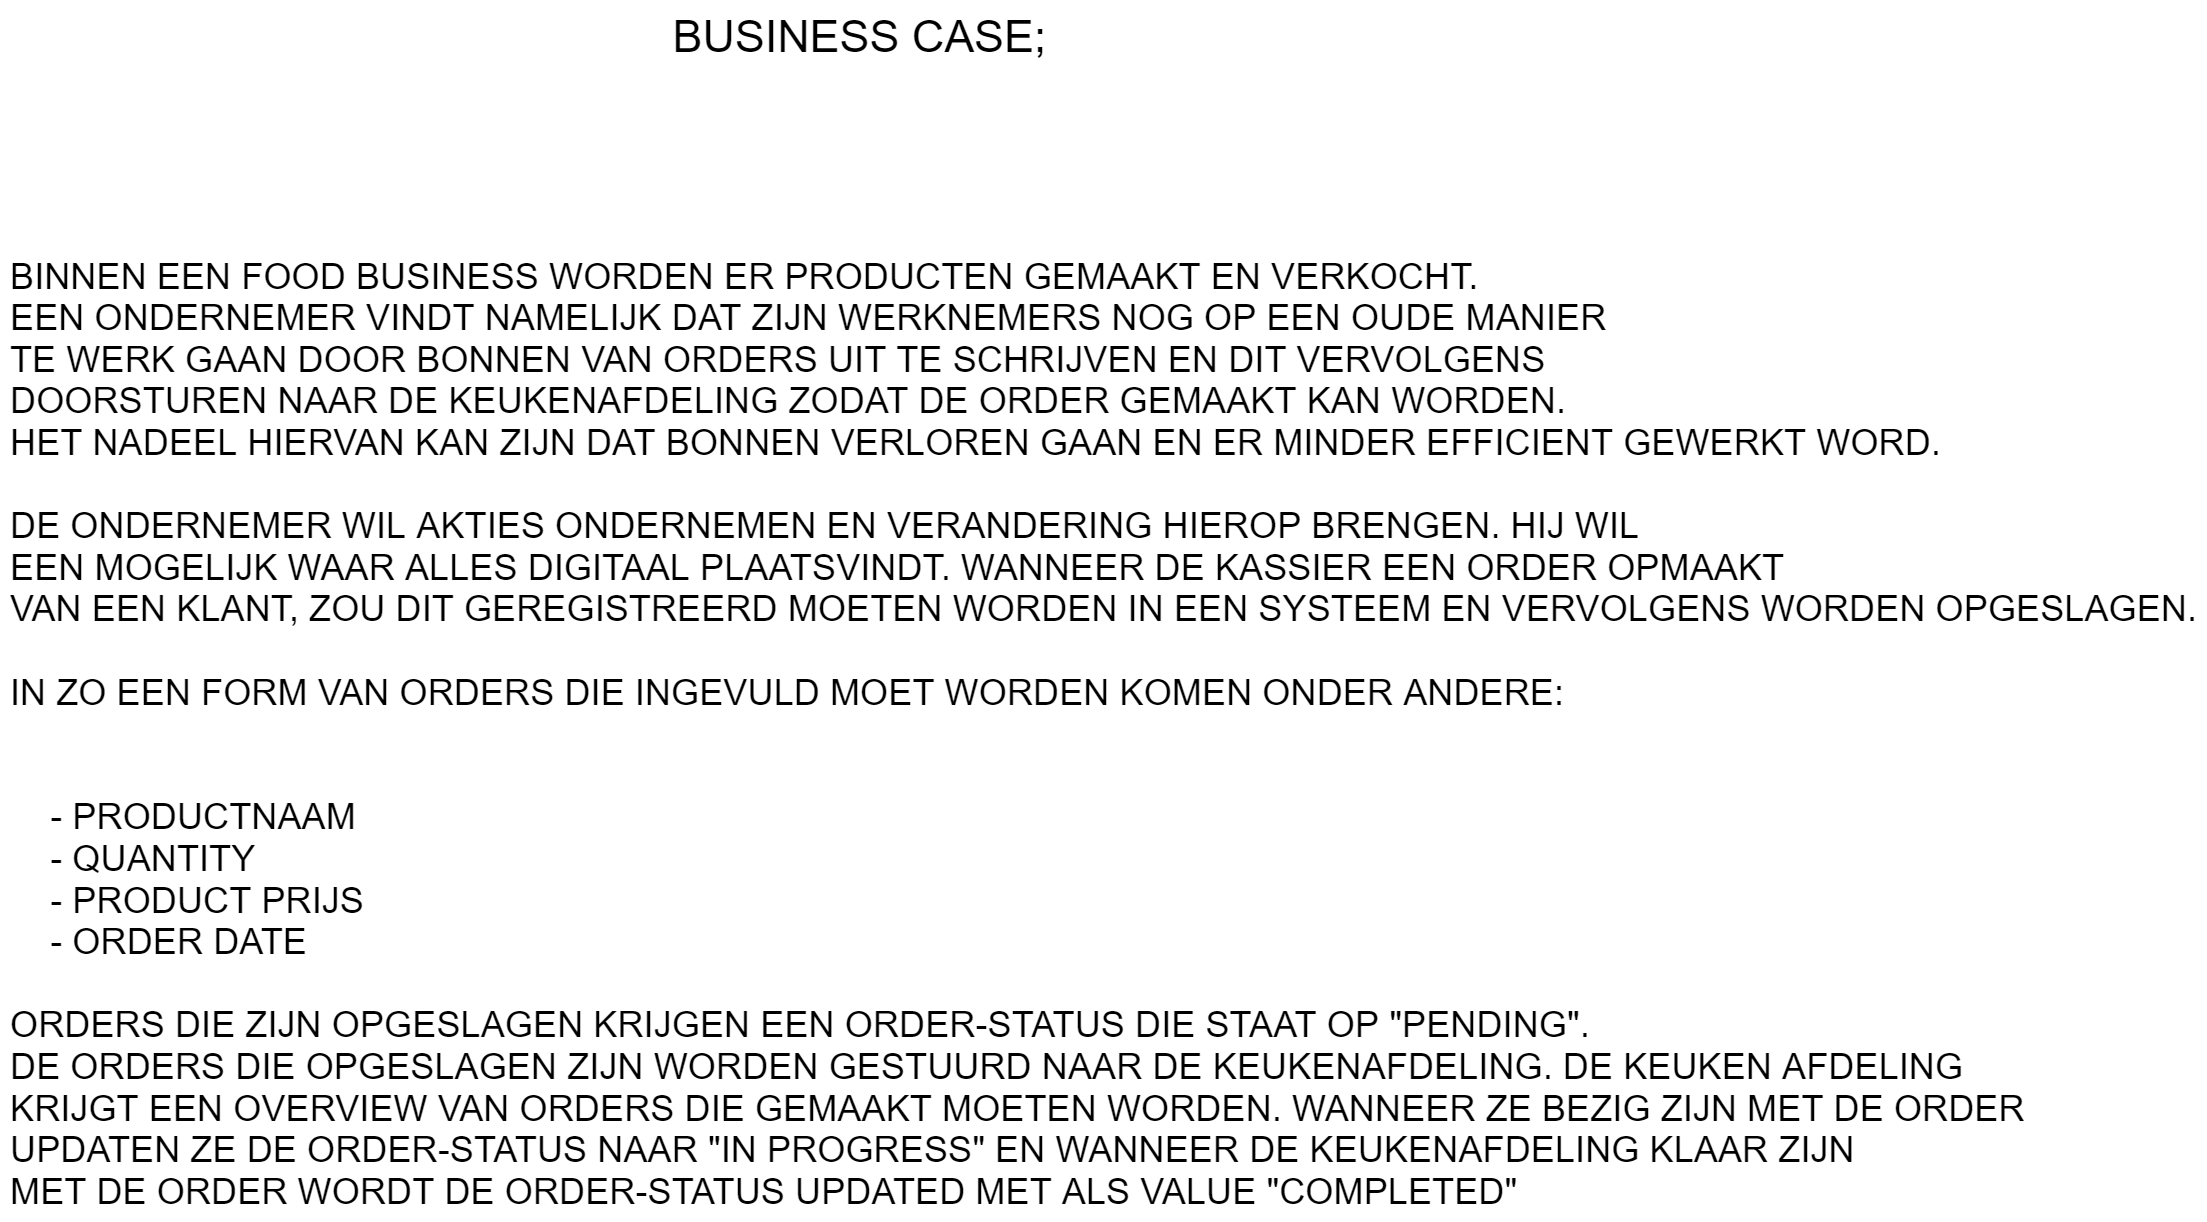 BUSINESS CASE;
BINNEN EEN FOOD BUSINESS WORDEN ER PRODUCTEN GEMAAKT EN VERKOCHT.
EEN ONDERNEMER VINDT NAMELIJK DAT ZIJN WERKNEMERS NOG OP EEN OUDE MANIER
TE WERK GAAN DOOR BONNEN VAN ORDERS UIT TE SCHRIJVEN EN DIT VERVOLGENS
DOORSTUREN NAAR DE KEUKENAFDELING ZODAT DE ORDER GEMAAKT KAN WORDEN.
HET NADEEL HIERVAN KAN ZIJN DAT BONNEN VERLOREN GAAN EN ER MINDER EFFICIENT GEWERKT WORD.
DE ONDERNEMER WIL AKTIES ONDERNEMEN EN VERANDERING HIEROP BRENGEN. HIJ WIL
EEN MOGELIJK WAAR ALLES DIGITAAL PLAATSVINDT. WANNEER DE KASSIER EEN ORDER OPMAAKT
VAN EEN KLANT, ZOU DIT GEREGISTREERD MOETEN WORDEN IN EEN SYSTEEM EN VERVOLGENS WORDEN OPGESLAGEN.
IN ZO EEN FORM VAN ORDERS DIE INGEVULD MOET WORDEN KOMEN ONDER ANDERE:
- PRODUCTNAAM
- QUANTITY
- PRODUCT PRIJS
- ORDER DATE
ORDERS DIE ZIJN OPGESLAGEN KRIJGEN EEN ORDER-STATUS DIE STAAT OP "PENDING".
DE ORDERS DIE OPGESLAGEN ZIJN WORDEN GESTUURD NAAR DE KEUKENAFDELING. DE KEUKEN AFDELING
KRIJGT EEN OVERVIEW VAN ORDERS DIE GEMAAKT MOETEN WORDEN. WANNEER ZE BEZIG ZIJN MET DE ORDER
UPDATEN ZE DE ORDER-STATUS NAAR "IN PROGRESS" EN WANNEER DE KEUKENAFDELING KLAAR ZIJN
MET DE ORDER WORDT DE ORDER-STATUS UPDATED MET ALS VALUE "COMPLETED"